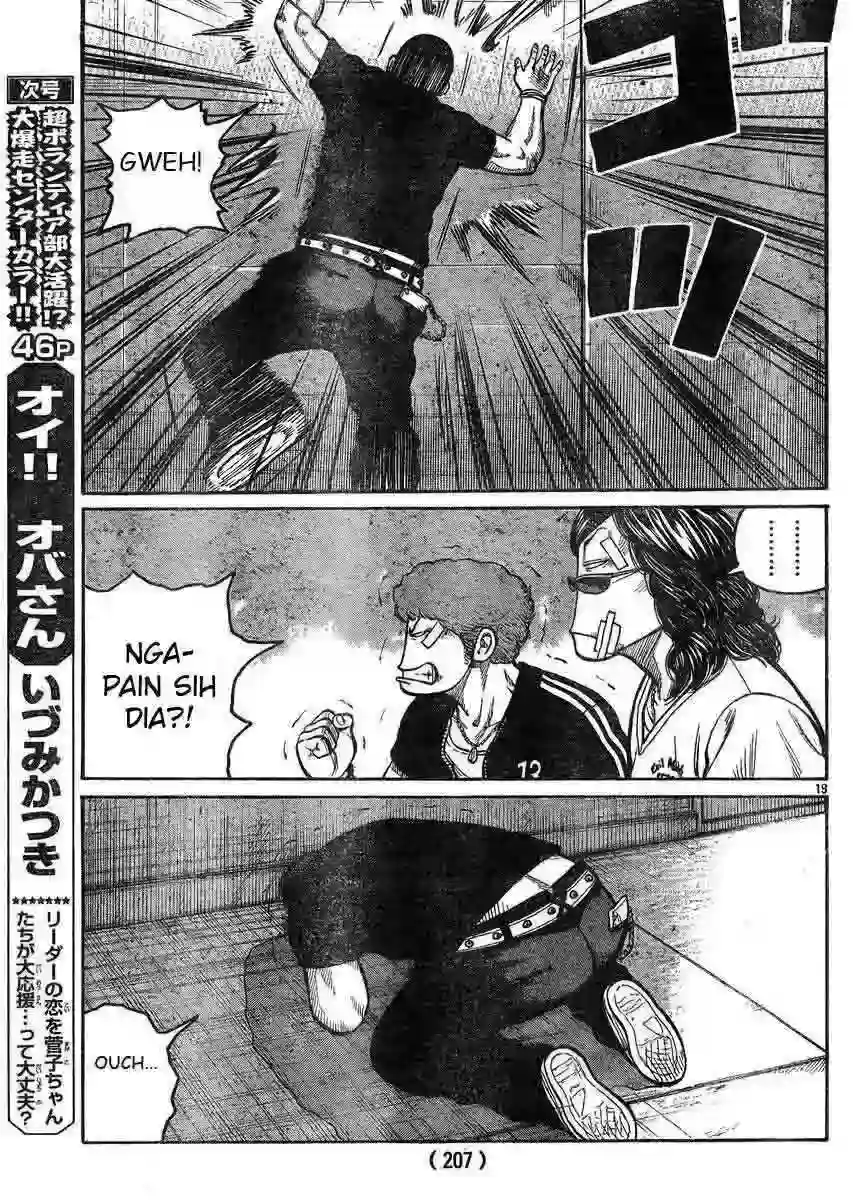 ゴッ
GWEH!
………
NGA-
PAIN SIH
DIA?!
13
19
OUCH...
( 207 )
次号
超ボランティア部大活躍!?
大爆走センターカラー!!
46P
オイ!! オバさん
いづみかつき
★★★★★★★
リーダーの恋を菅子ちゃん
たちが大応援…って大丈夫?